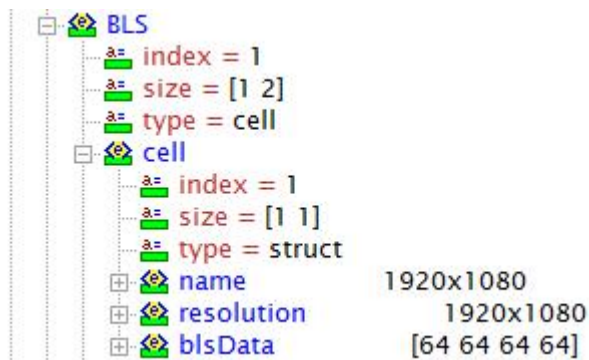 BLS
a= index = 1
a= size = [1 2]
a= type = cell
cell
a= index = 1
a= size = [1 1]
a= type = struct
name 1920x1080
resolution 1920x1080
blsData [64 64 64 64]